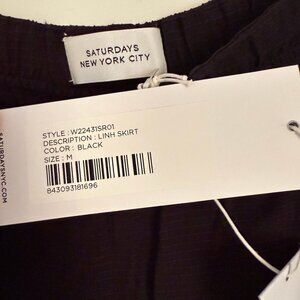 SATURDAYS
NEW YORK CITY
STYLE : W22431SR01
DESCRIPTION : LINH SKIRT
COLOR : BLACK
SIZE : M
843093181696
SATURDAYSNYC.COM